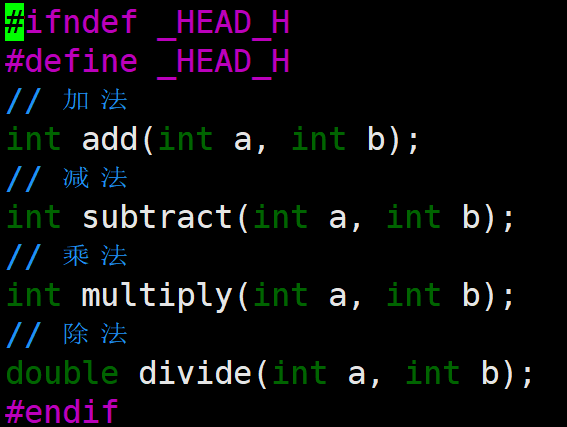 #ifndef _HEAD_H
#define _HEAD_H
// 加法
int add(int a, int b);
// 减法
int subtract(int a, int b);
// 乘法
int multiply(int a, int b);
// 除法
double divide(int a, int b);
#endif